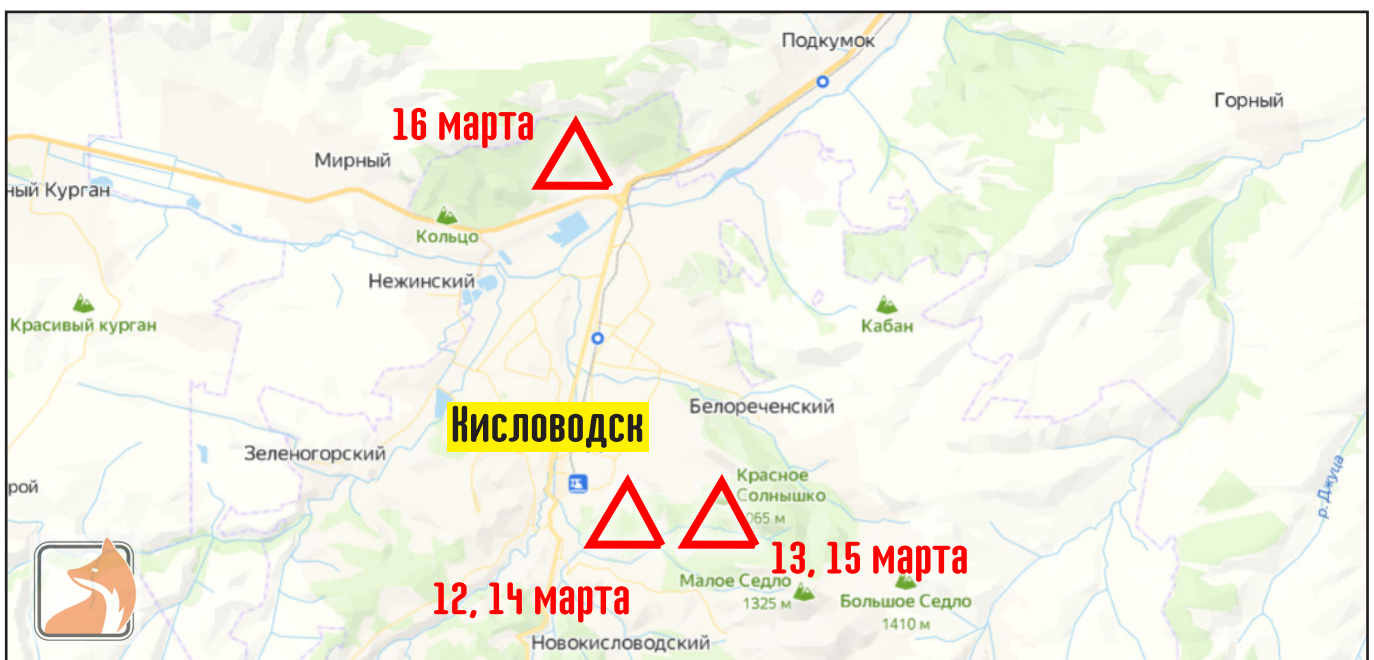 Подкумок
Горный
16 марта
Мирный
ный Курган
Кольцо
Нежинский
Красивый курган
Кабан
Белореченский
Кисловодск
Зеленогорский
Красное
Солнышко
065 м
рой
р. Джуца
13, 15 марта
Малое Седло
1325 м
Большое Седло
1410 м
12, 14 марта
Новокисловодский